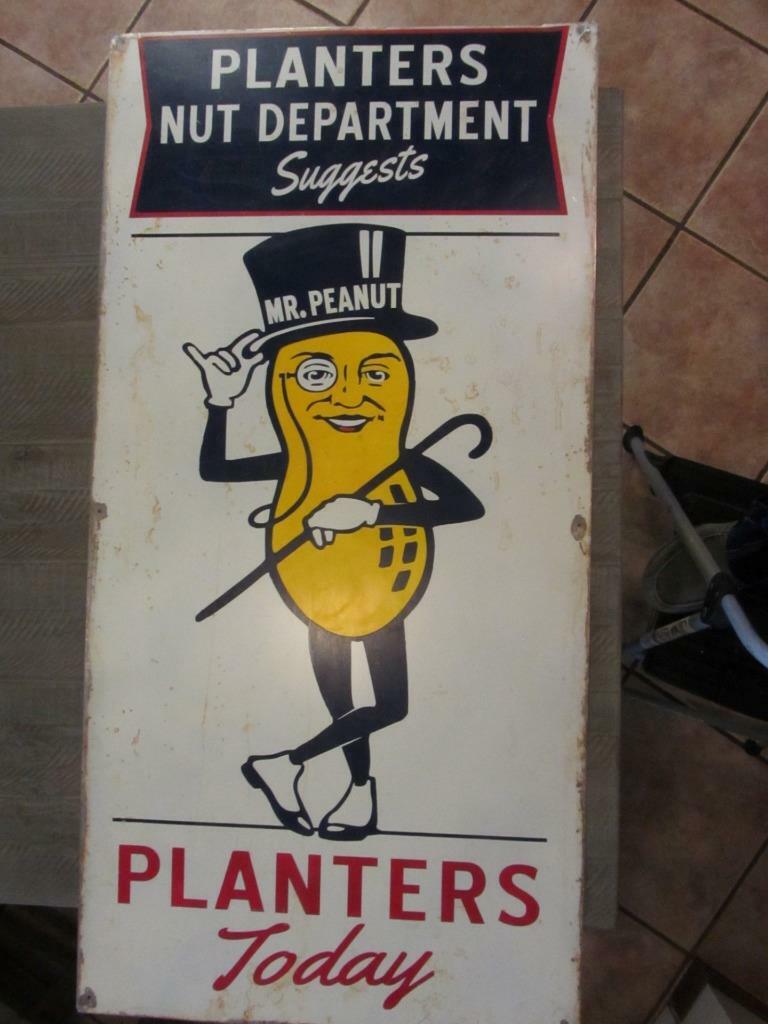 PLANTERS
NUT DEPARTMENT
Suggests
MR. PEANUT
PLANTERS
Today